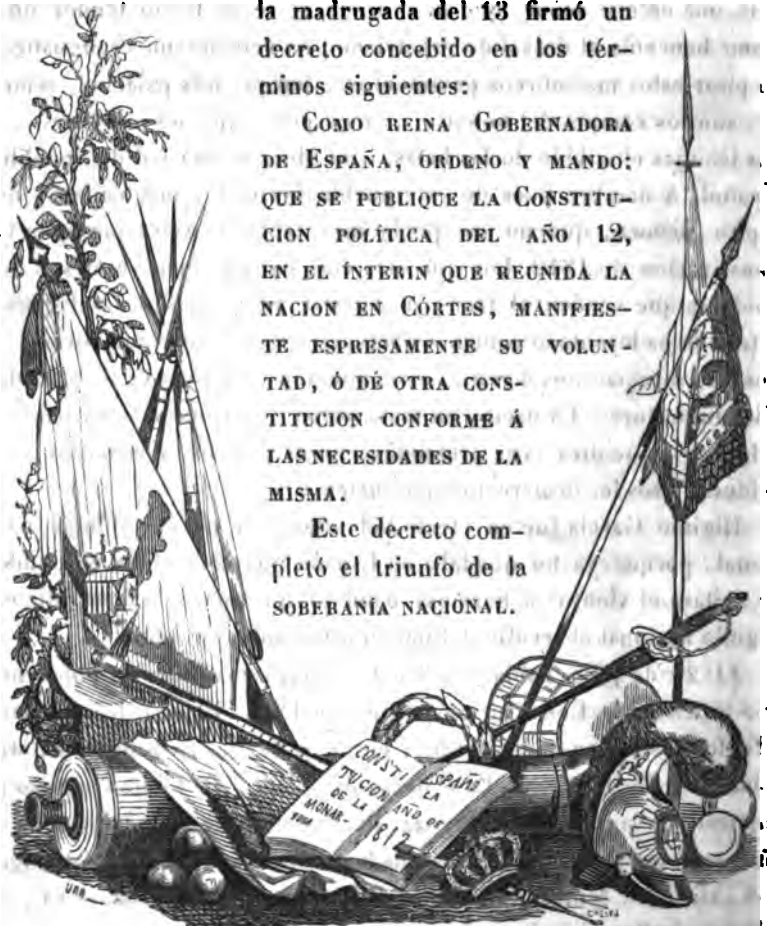 la madrugada del 13 firmó un
decreto concebido en los tér-
minos siguientes:
COMO REINA GOBERNADORA
DE ESPAÑA, ORDENO Y MANDO:
QUE SE PUBLIQUE LA CONSTITU-
CION POLÍTICA DEL AÑO 12,
EN EL ÍNTERIN QUE REUNIDA LA
NACION EN CÓRTES, MANIFIES-
TE ESPRESAMENTE SU VOLUN-
TAD, Ó DÉ OTRA CONS-
TITUCION CONFORME Á
LAS NECESIDADES DE LA
MISMA.
Este decreto com-
pletó el triunfo de la
SOBERANÍA NACIONAL.
CONSTI
TUCION
DE LA
MONAR-
QUIA
ESPAÑO
LA
AÑO DE
1812